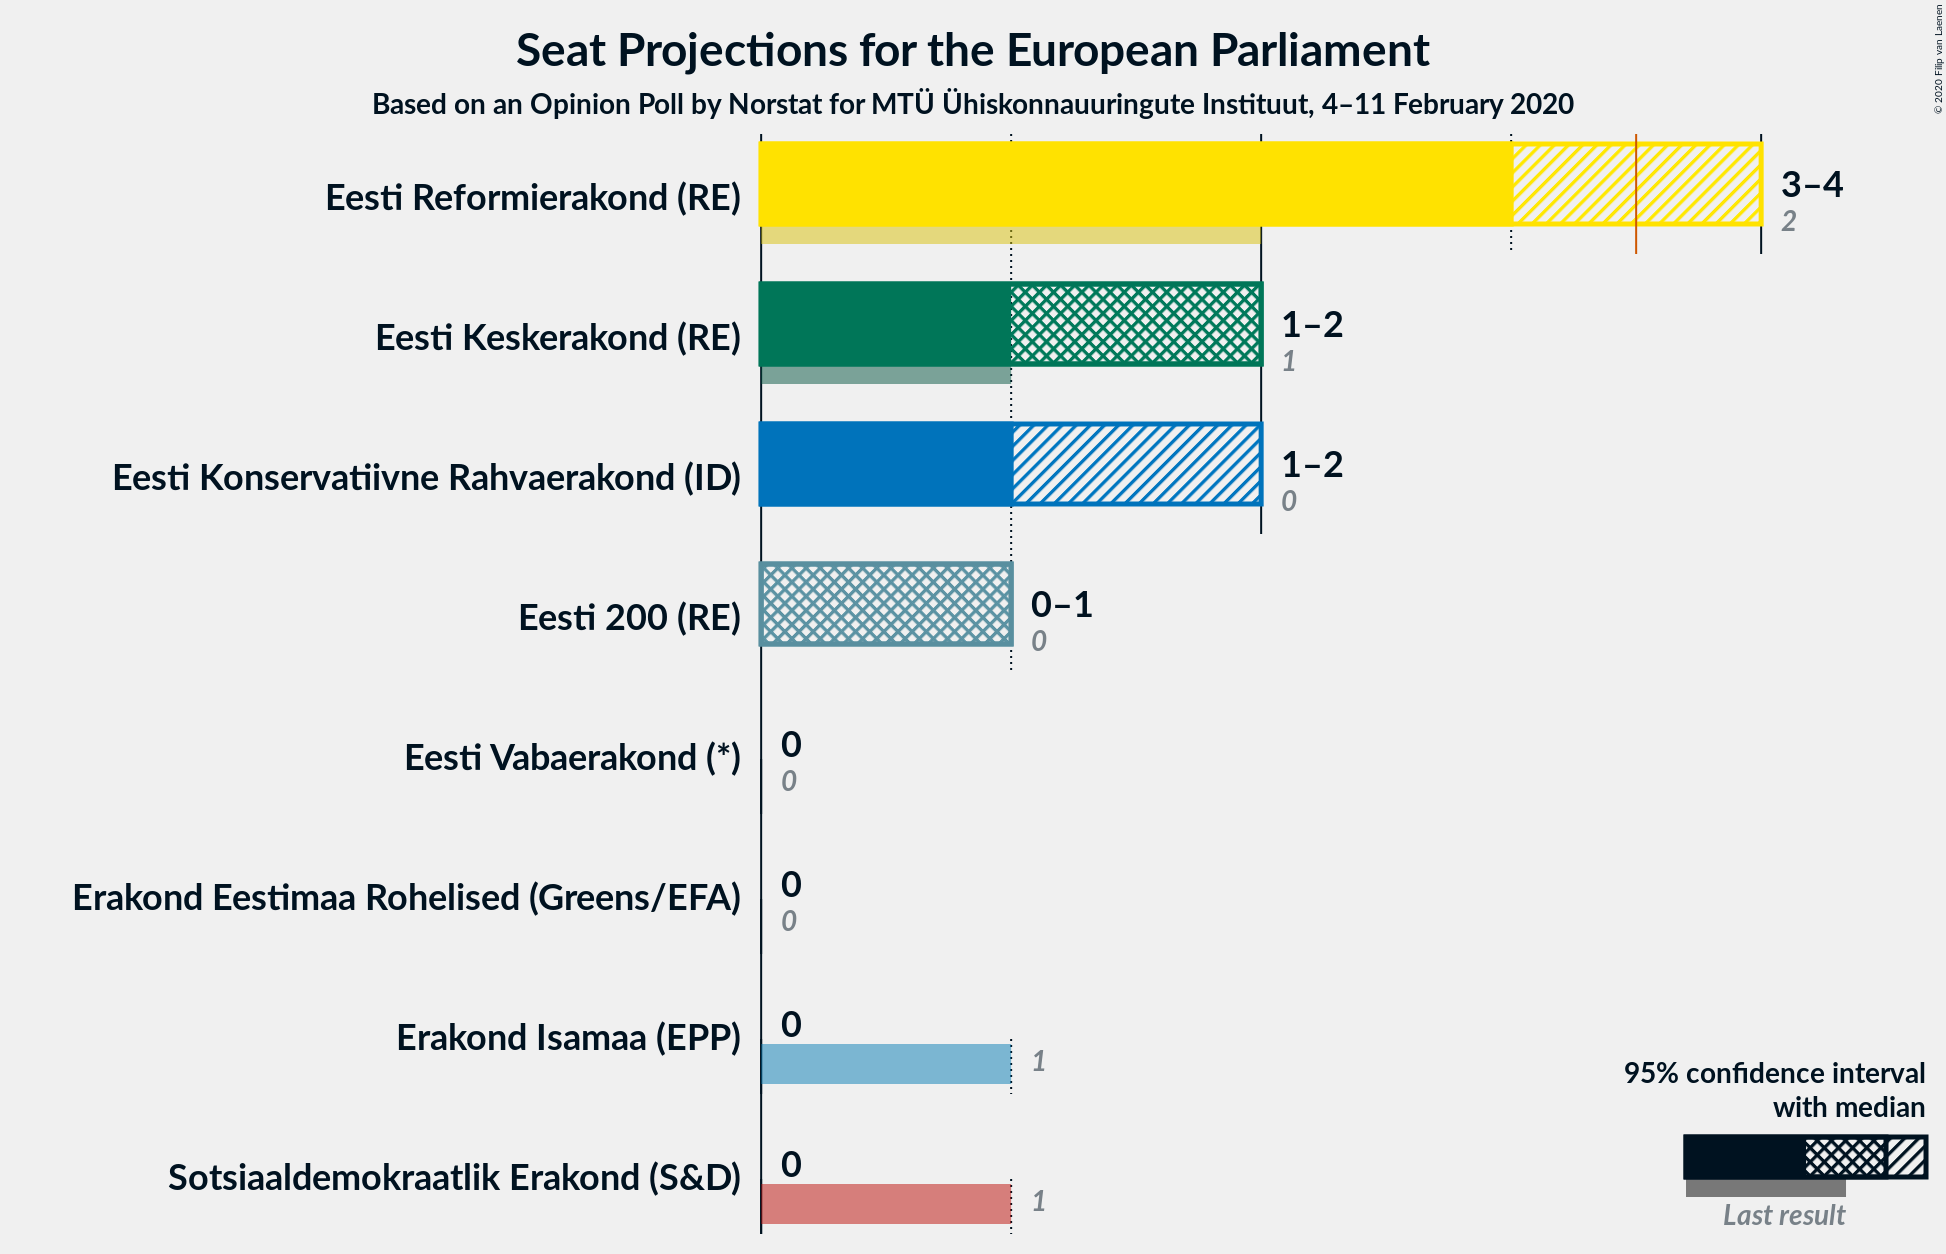 Seat Projections for the European Parliament
Based on an Opinion Poll by Norstat for MTÜ Ühiskonnauuringute Instituut, 4–11 February 2020
© 2020 Filip van Laenen
Eesti Reformierakond (RE)
3–4
2
Eesti Keskerakond (RE)
1–2
1
Eesti Konservatiivne Rahvaerakond (ID)
1–2
0
Eesti 200 (RE)
0–1
0
Eesti Vabaerakond (*)
0
0
Erakond Eestimaa Rohelised (Greens/EFA)
0
0
Erakond Isamaa (EPP)
0
1
Sotsiaaldemokraatlik Erakond (S&D)
0
1
95% confidence interval
with median
Last result